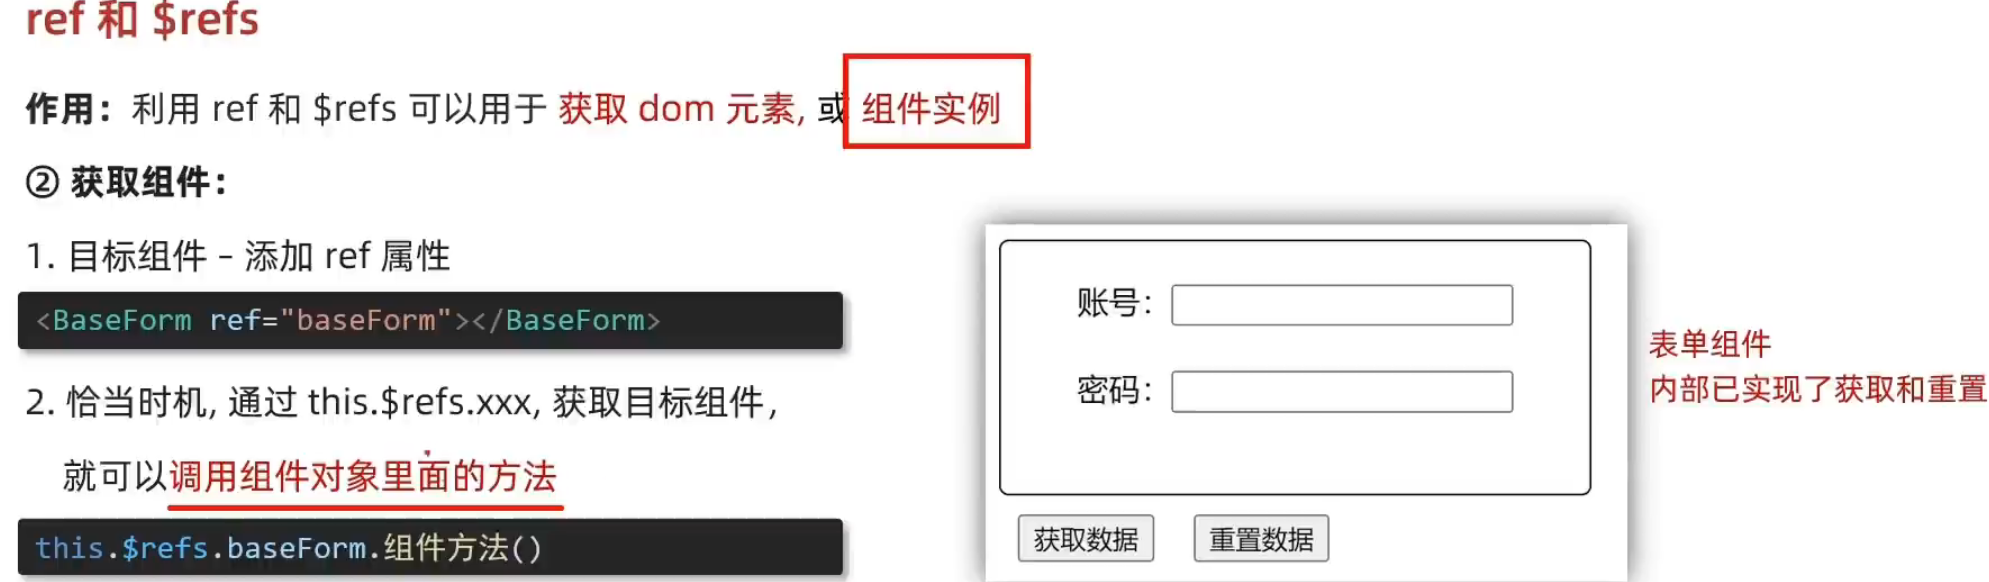 ref 和 $refs
作用：利用 ref 和 $refs 可以用于 获取 dom 元素, 或 组件实例
② 获取组件：
1. 目标组件 – 添加 ref 属性
<BaseForm ref="baseForm"></BaseForm>
2. 恰当时机, 通过 this.$refs.xxx, 获取目标组件，
就可以调用组件对象里面的方法
this.$refs.baseForm.组件方法()
账号：
密码：
获取数据 重置数据
表单组件
内部已实现了获取和重置